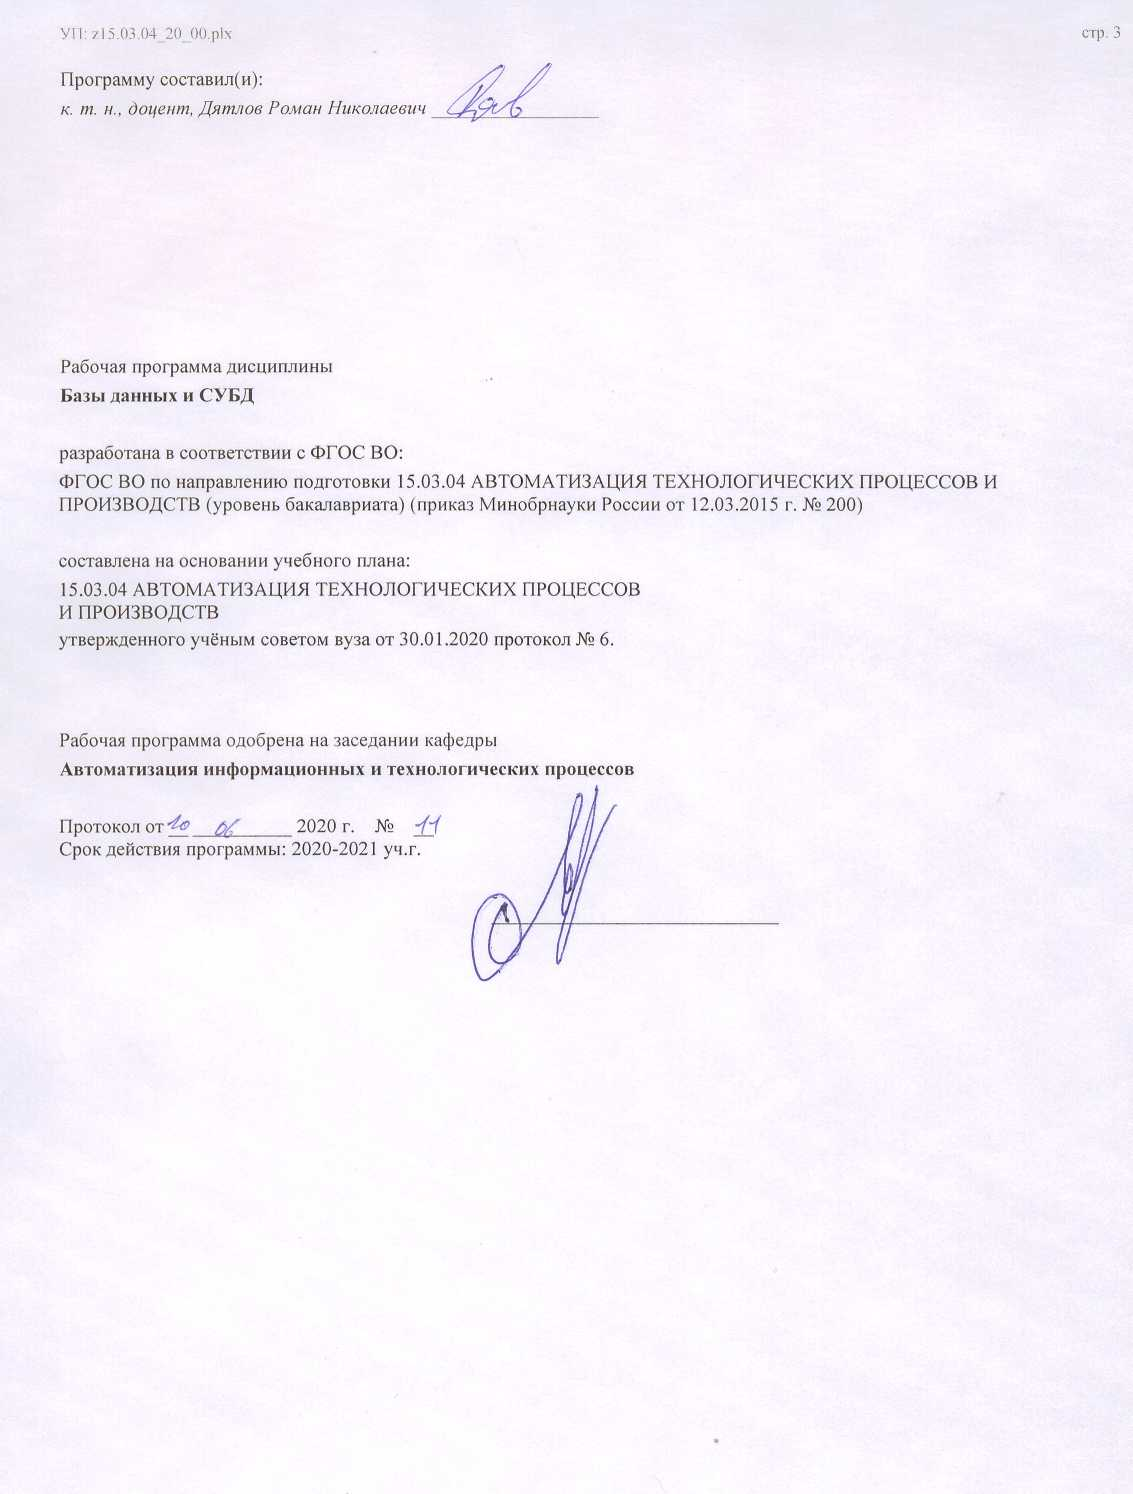 УП: z15.03.04_20_00.plx стр. 3
Программу составил(и):
к. т. н., доцент, Дятлов Роман Николаевич
Рабочая программа дисциплины
Базы данных и СУБД
разработана в соответствии с ФГОС ВО:
ФГОС ВО по направлению подготовки 15.03.04 АВТОМАТИЗАЦИЯ ТЕХНОЛОГИЧЕСКИХ ПРОЦЕССОВ И
ПРОИЗВОДСТВ (уровень бакалавриата) (приказ Минобрнауки России от 12.03.2015 г. № 200)
составлена на основании учебного плана:
15.03.04 АВТОМАТИЗАЦИЯ ТЕХНОЛОГИЧЕСКИХ ПРОЦЕССОВ
И ПРОИЗВОДСТВ
утвержденного учёным советом вуза от 30.01.2020 протокол № 6.
Рабочая программа одобрена на заседании кафедры
Автоматизация информационных и технологических процессов
Протокол от 10 06 2020 г. № 11
Срок действия программы: 2020-2021 уч.г.